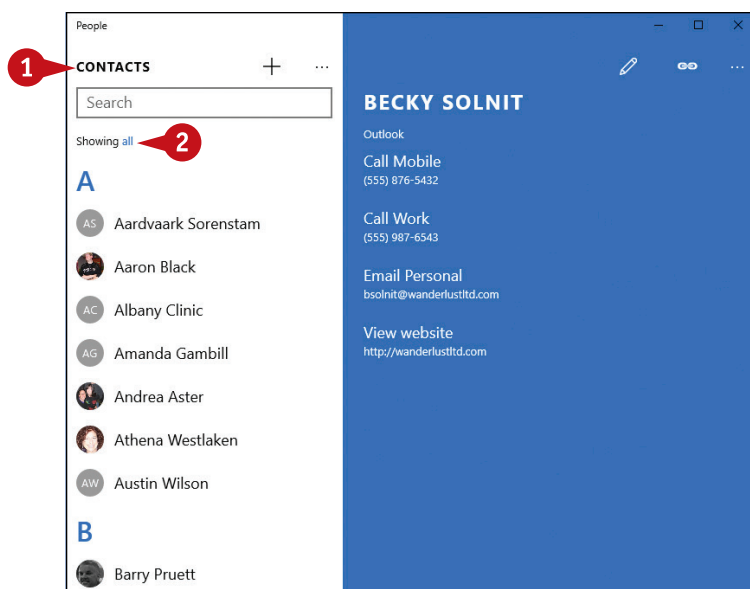 People
1
CONTACTS
Search
Showing all
2
A
AS
Aardvaark Sorenstam
Aaron Black
AC
Albany Clinic
AG
Amanda Gambill
Andrea Aster
Athena Westlaken
AW
Austin Wilson
B
Barry Pruett
BECKY SOLNIT
Outlook
Call Mobile
(555) 876-5432
Call Work
(555) 987-6543
Email Personal
bsolnit@wanderlustltd.com
View website
http://wanderlustltd.com